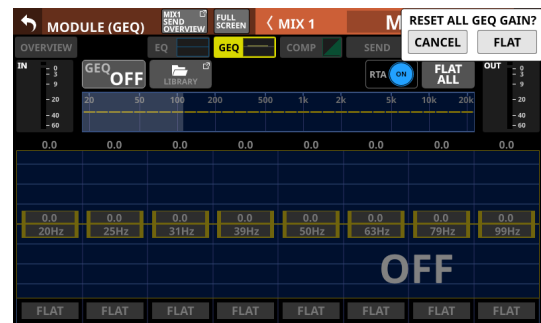 MODULE (GEQ)
MIX1
SEND
OVERVIEW
FULL
SCREEN
MIX 1
M
RESET ALL GEQ GAIN?
CANCEL
FLAT
OVERVIEW
EQ
GEQ
COMP
SEND
IN
0
3
9
20
40
60
GEQ
OFF
LIBRARY
RTA
ON
FLAT
ALL
OUT
0
3
9
20
40
60
20 50 100 200 500 1k 2k 5k 10k 20k
0.0 0.0 0.0 0.0 0.0 0.0 0.0 0.0
0.0 0.0 0.0 0.0 0.0 0.0 0.0 0.0
20Hz 25Hz 31Hz 39Hz 50Hz 63Hz 79Hz 99Hz
OFF
FLAT FLAT FLAT FLAT FLAT FLAT FLAT FLAT